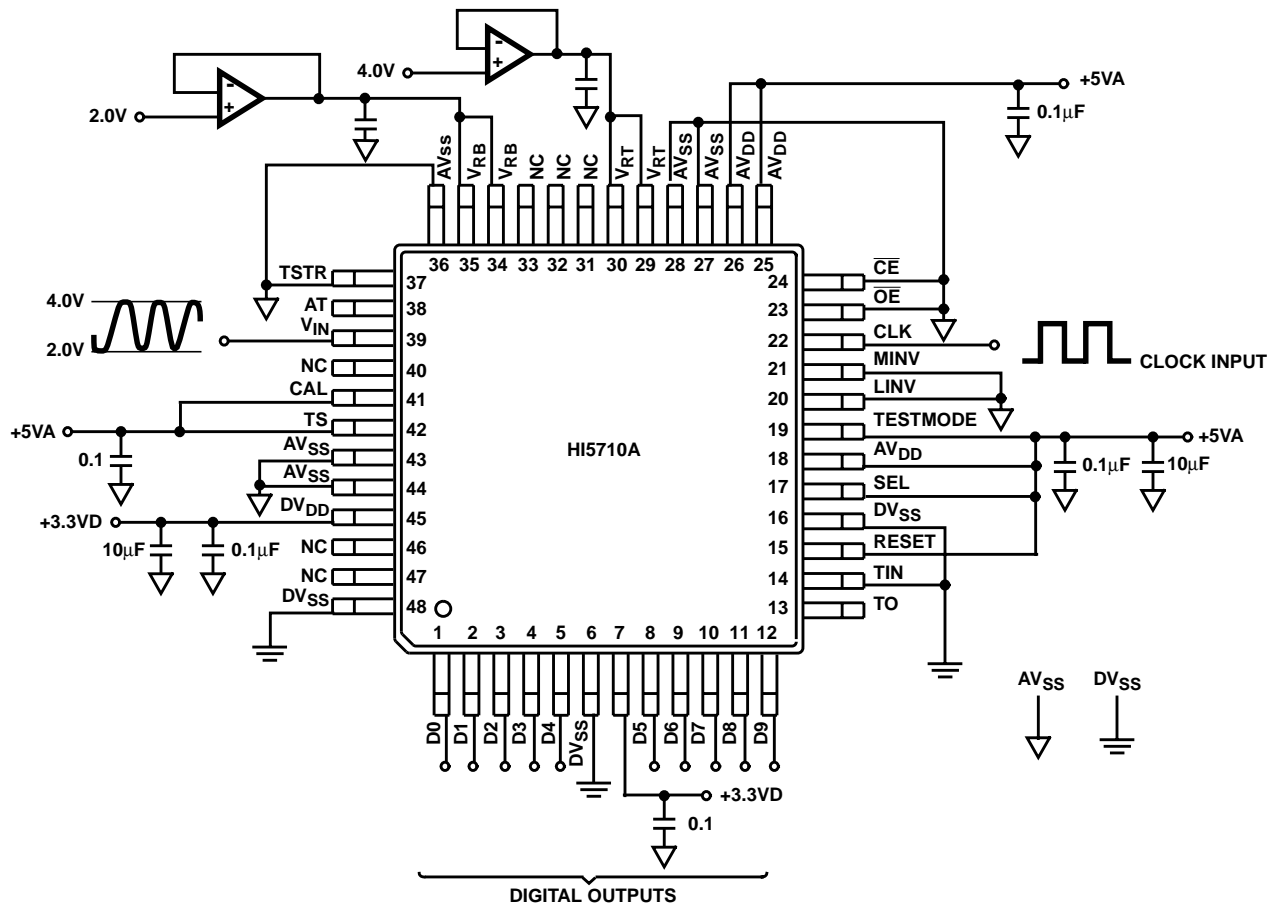 4.0V
2.0V
+5VA
0.1µF
AVSS
VRB
VRB
NC
NC
NC
VRT
VRT
AVSS
AVSS
AVDD
AVDD
36 35 34 33 32 31 30 29 28 27 26 25
TSTR 37
AT 38
VIN 39
NC 40
CAL 41
TS 42
AVSS 43
AVSS 44
DVDD 45
NC 46
NC 47
DVSS 48
4.0V
2.0V
+5VA
0.1
+3.3VD
10µF
0.1µF
HI5710A
24 CE
23 OE
22 CLK
21 MINV
20 LINV
19 TESTMODE
18 AVDD
17 SEL
16 DVSS
15 RESET
14 TIN
13 TO
CLOCK INPUT
+5VA
0.1µF
10µF
1 2 3 4 5 6 7 8 9 10 11 12
D0
D1
D2
D3
D4
DVSS
D5
D6
D7
D8
D9
AVSS
DVSS
+3.3VD
0.1
DIGITAL OUTPUTS